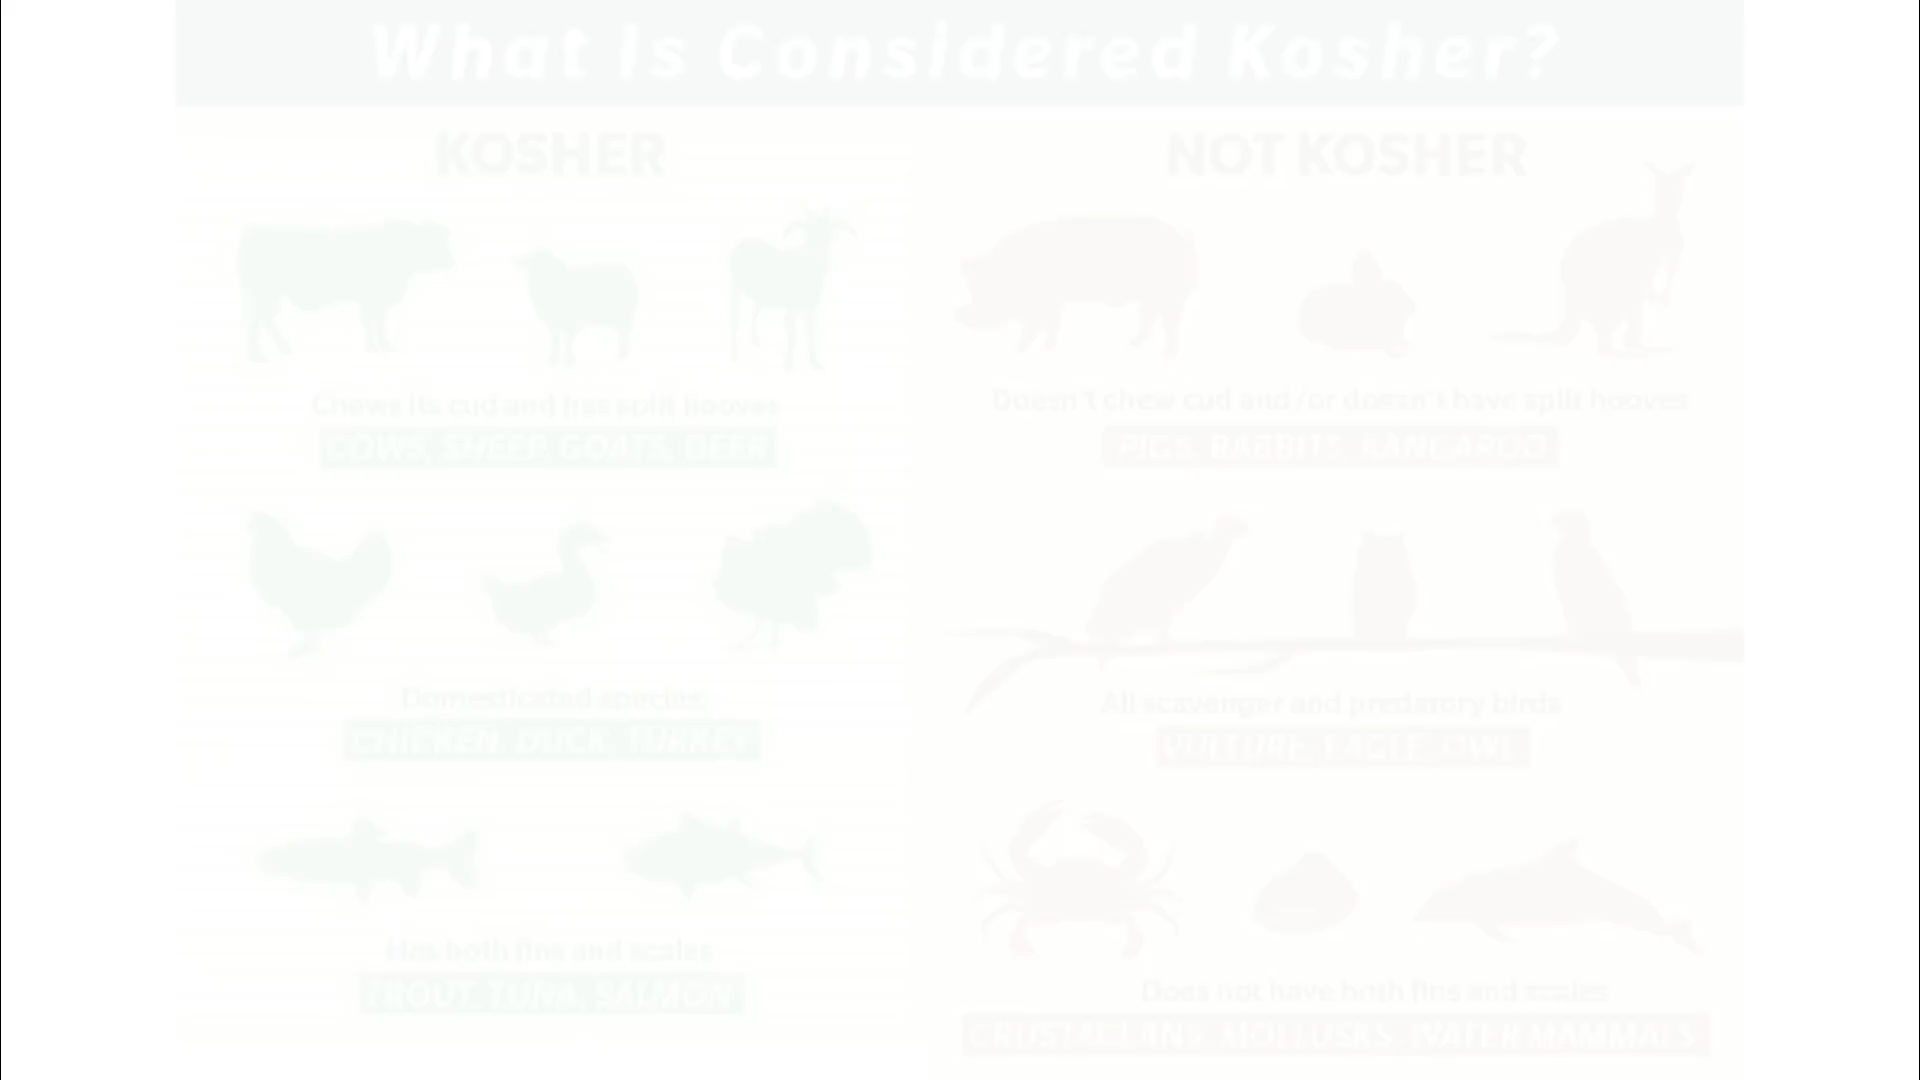 What Is Considered Kosher?
KOSHER
Chews its cud and has split hooves
COWS, SHEEP, GOATS, DEER
Domesticated species
CHICKEN, DUCK, TURKEY
Has both fins and scales
TROUT, TUNA, SALMON
NOT KOSHER
Doesn't chew cud and/or doesn't have split hooves
PIGS, RABBITS, KANGAROO
All scavenger and predatory birds
VULTURE, EAGLE, OWL
Does not have both fins and scales
CRUSTACEANS, MOLLUSKS, WATER MAMMALS